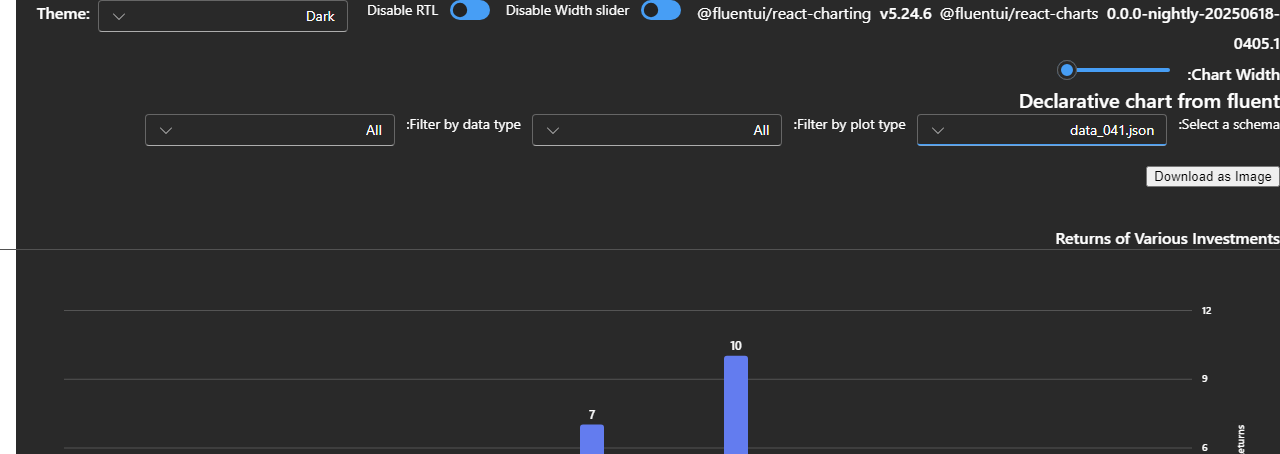 Theme: Dark Disable RTL Disable Width slider @fluentui/react-charting v5.24.6 @fluentui/react-charts 0.0.0-nightly-20250618-
0405.1
:Chart Width
Declarative chart from fluent
All :Filter by data type All :Filter by plot type data_041.json :Select a schema
Download as Image
Returns of Various Investments
12
10
9
7
6